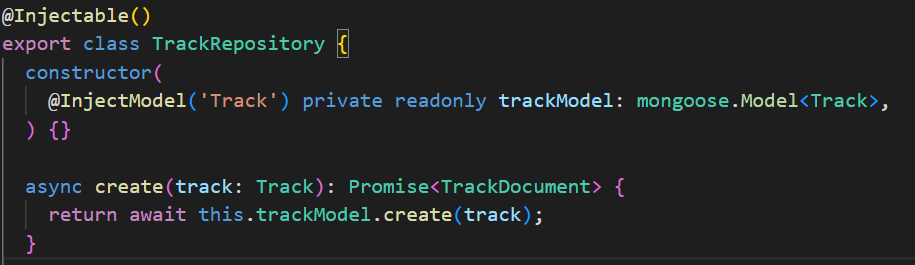 @Injectable()
export class TrackRepository {
constructor(
@InjectModel('Track') private readonly trackModel: mongoose.Model<Track>,
) {}
async create(track: Track): Promise<TrackDocument> {
return await this.trackModel.create(track);
}